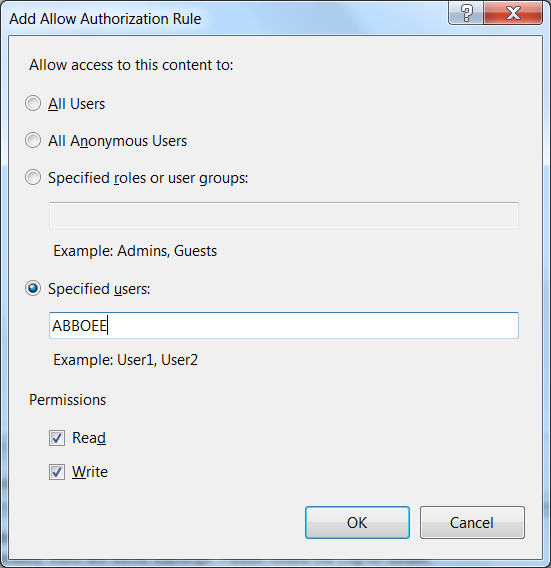 Add Allow Authorization Rule
?
Allow access to this content to:
All Users
All Anonymous Users
Specified roles or user groups:
Example: Admins, Guests
Specified users:
ABBOEE
Example: User1, User2
Permissions
Read
Write
OK
Cancel